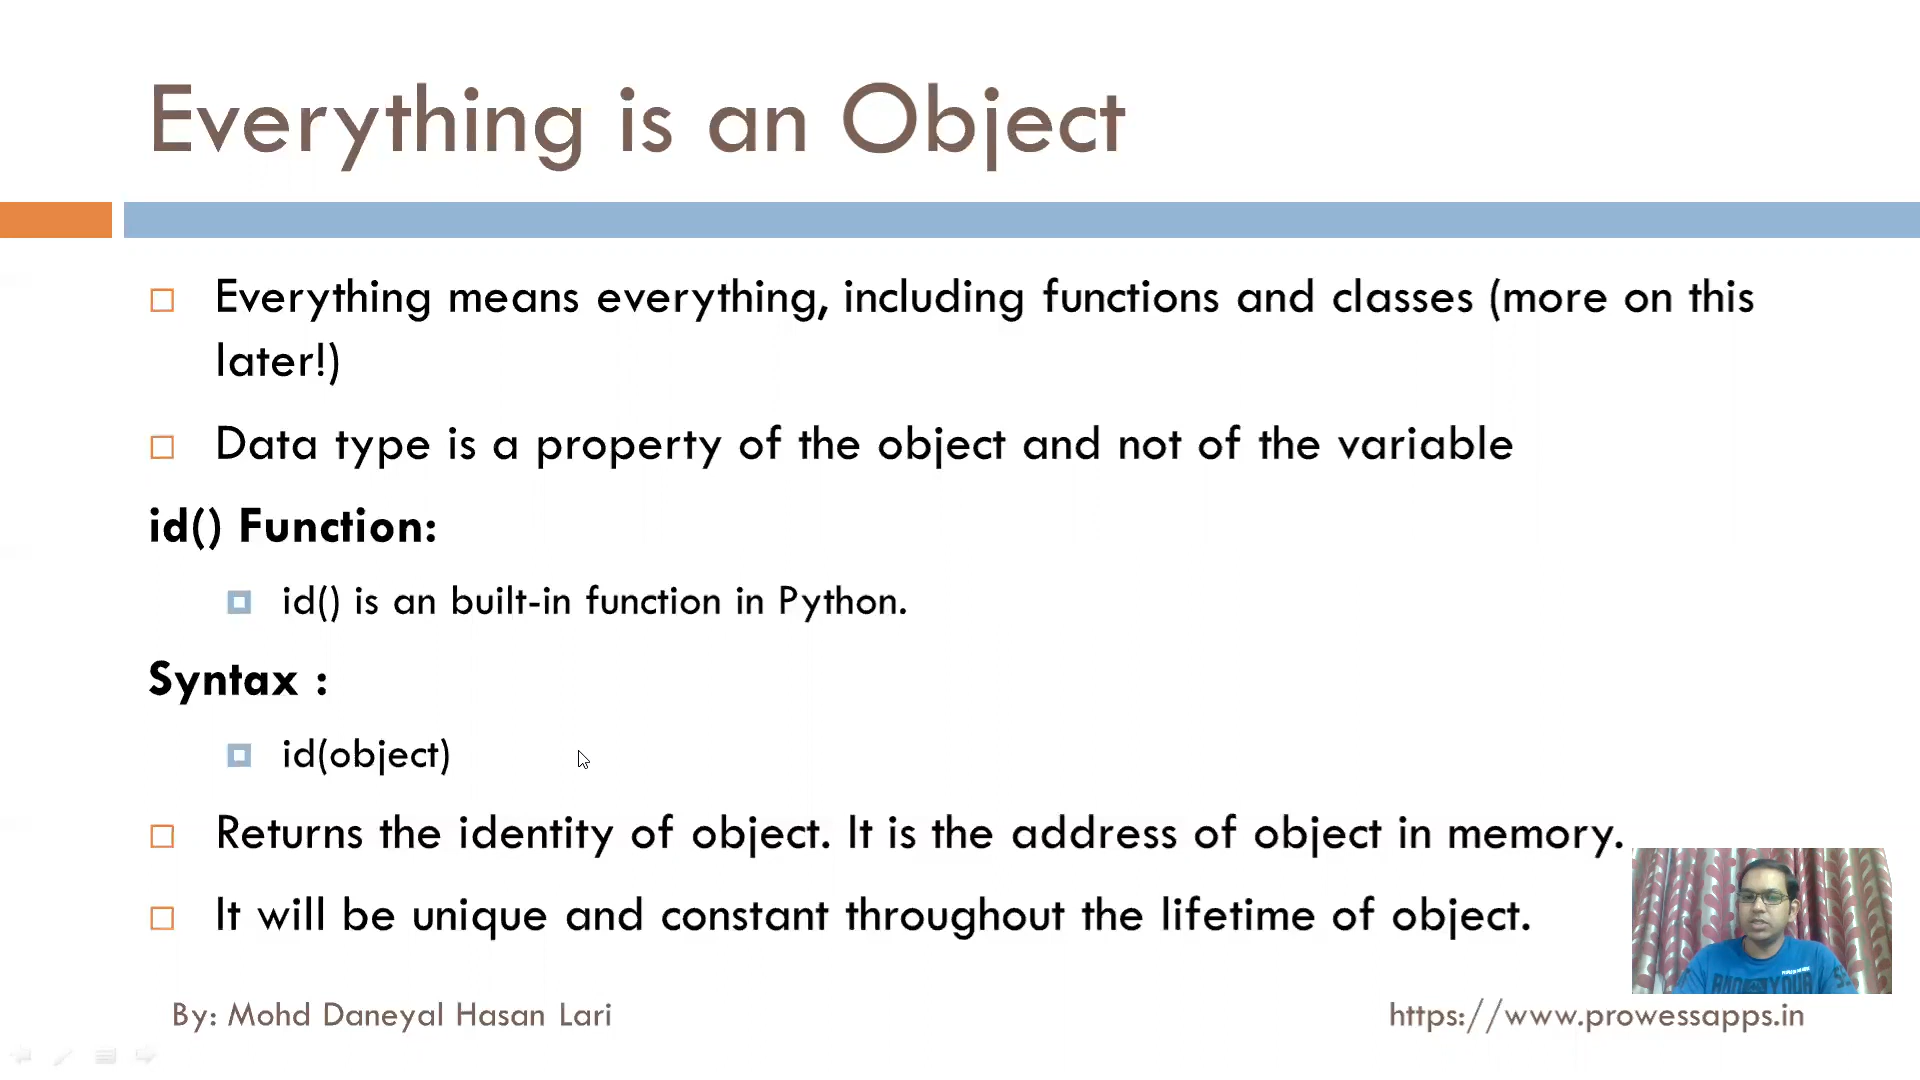 Everything is an Object
Everything means everything, including functions and classes (more on this
later!)
Data type is a property of the object and not of the variable
id() Function:
id() is an built-in function in Python.
Syntax :
id(object)
Returns the identity of object. It is the address of object in memory.
It will be unique and constant throughout the lifetime of object.
By: Mohd Daneyal Hasan Lari
https://www.prowessapps.in